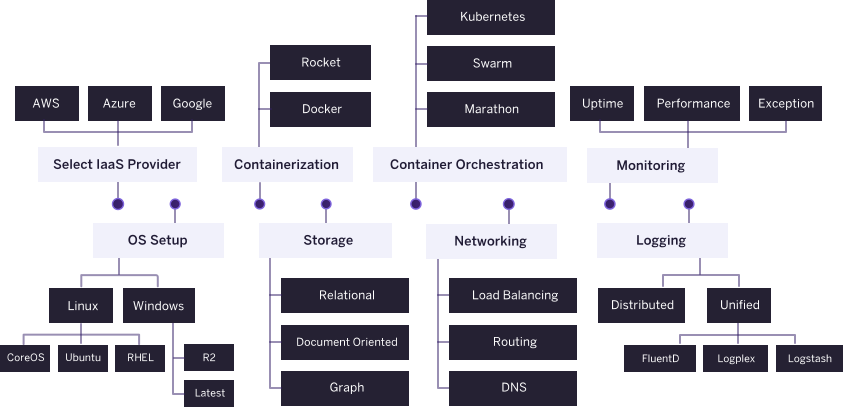 Kubernetes
Rocket
Swarm
AWS
Azure
Google
Docker
Marathon
Uptime
Performance
Exception
Select IaaS Provider
Containerization
Container Orchestration
Monitoring
OS Setup
Storage
Networking
Logging
Linux
Windows
Relational
Load Balancing
Distributed
Unified
CoreOS
Ubuntu
RHEL
R2
Document Oriented
Routing
FluentD
Logplex
Logstash
Latest
Graph
DNS